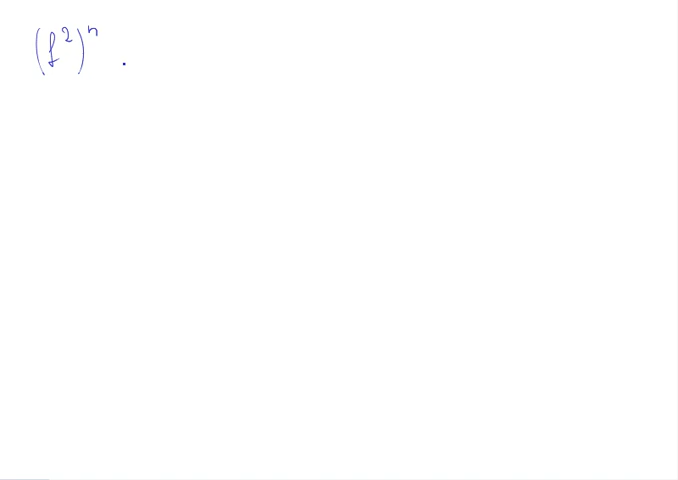 (f²)ⁿ .